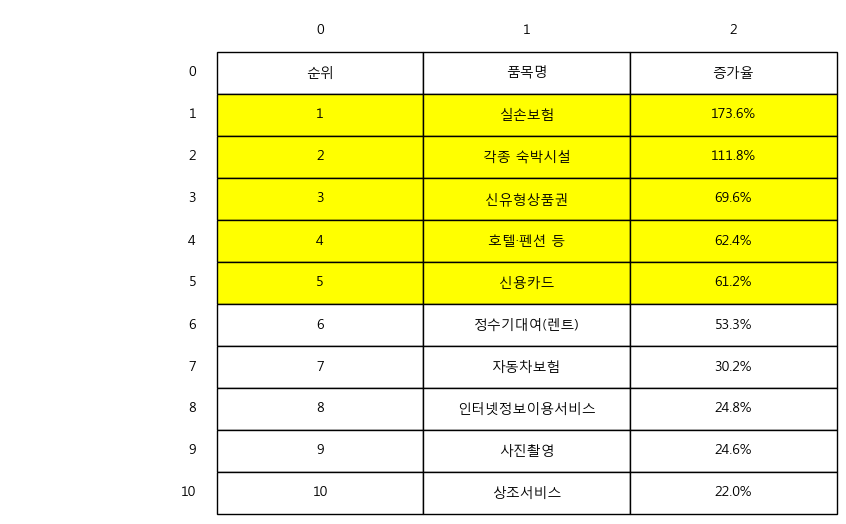 0 1 2
0 순위 품목명 증가율
1 1 실손보험 173.6%
2 2 각종 숙박시설 111.8%
3 3 신유형상품권 69.6%
4 4 호텔·펜션 등 62.4%
5 5 신용카드 61.2%
6 6 정수기대여(렌트) 53.3%
7 7 자동차보험 30.2%
8 8 인터넷정보이용서비스 24.8%
9 9 사진촬영 24.6%
10 10 상조서비스 22.0%